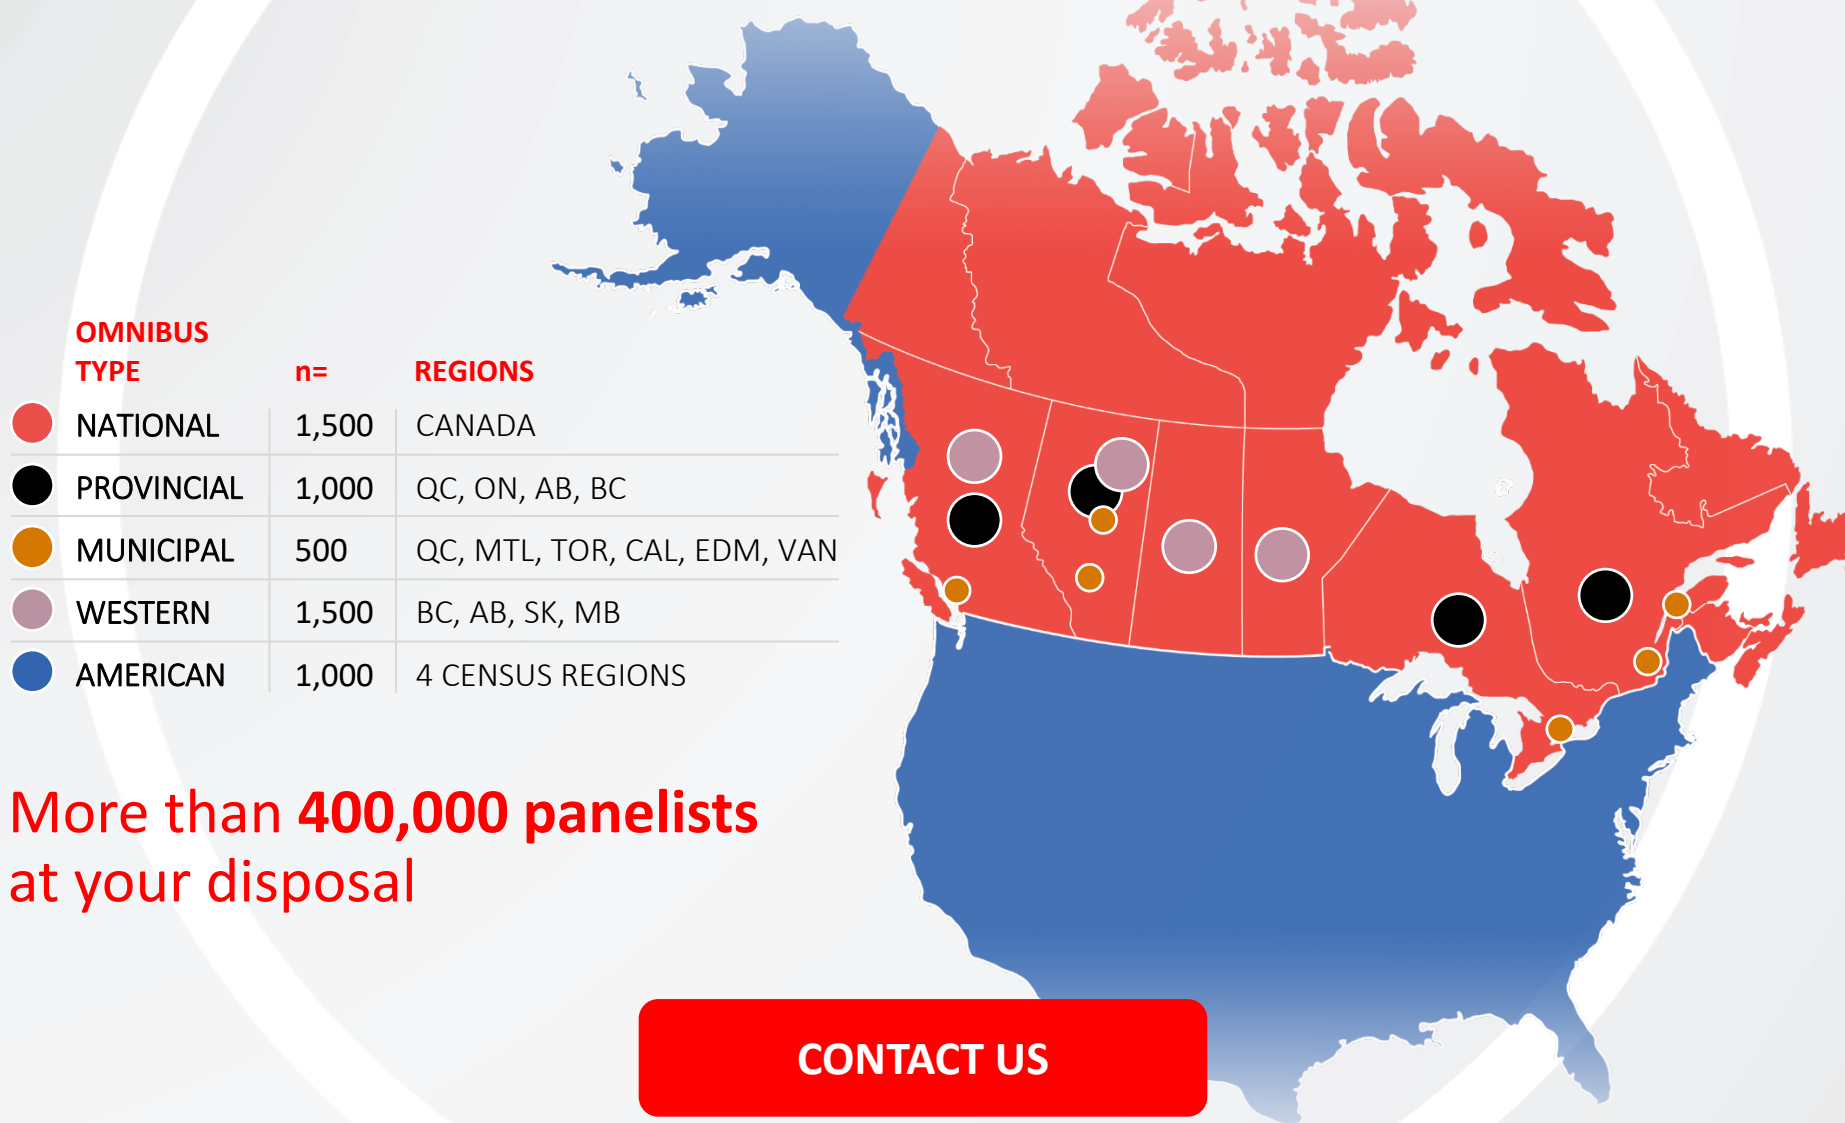 OMNIBUS
TYPE n= REGIONS
NATIONAL 1,500 CANADA
PROVINCIAL 1,000 QC, ON, AB, BC
MUNICIPAL 500 QC, MTL, TOR, CAL, EDM, VAN
WESTERN 1,500 BC, AB, SK, MB
AMERICAN 1,000 4 CENSUS REGIONS
More than 400,000 panelists
at your disposal
CONTACT US